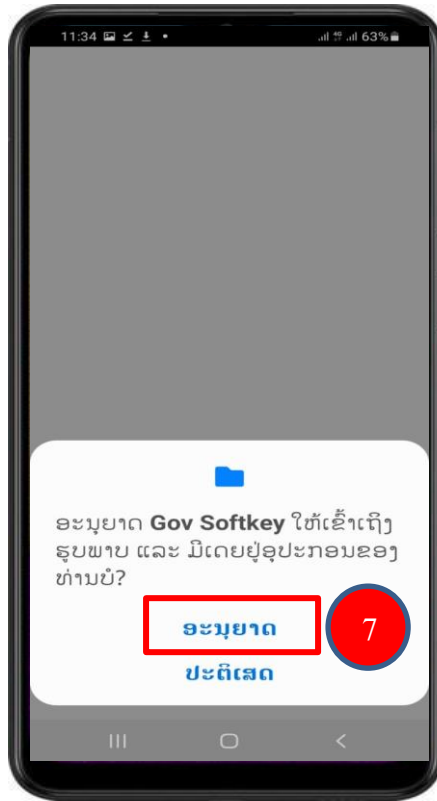 11:34
4G
63%
ອະນຸຍາດ Gov Softkey ໃຫ້ເຂົ້າເຖິງ
ຮູບພາບ ແລະ ມີເດຍຢູ່ອຸປະກອນຂອງ
ທ່ານບໍ?
ອະນຸຍາດ
7
ປະຕິເສດ